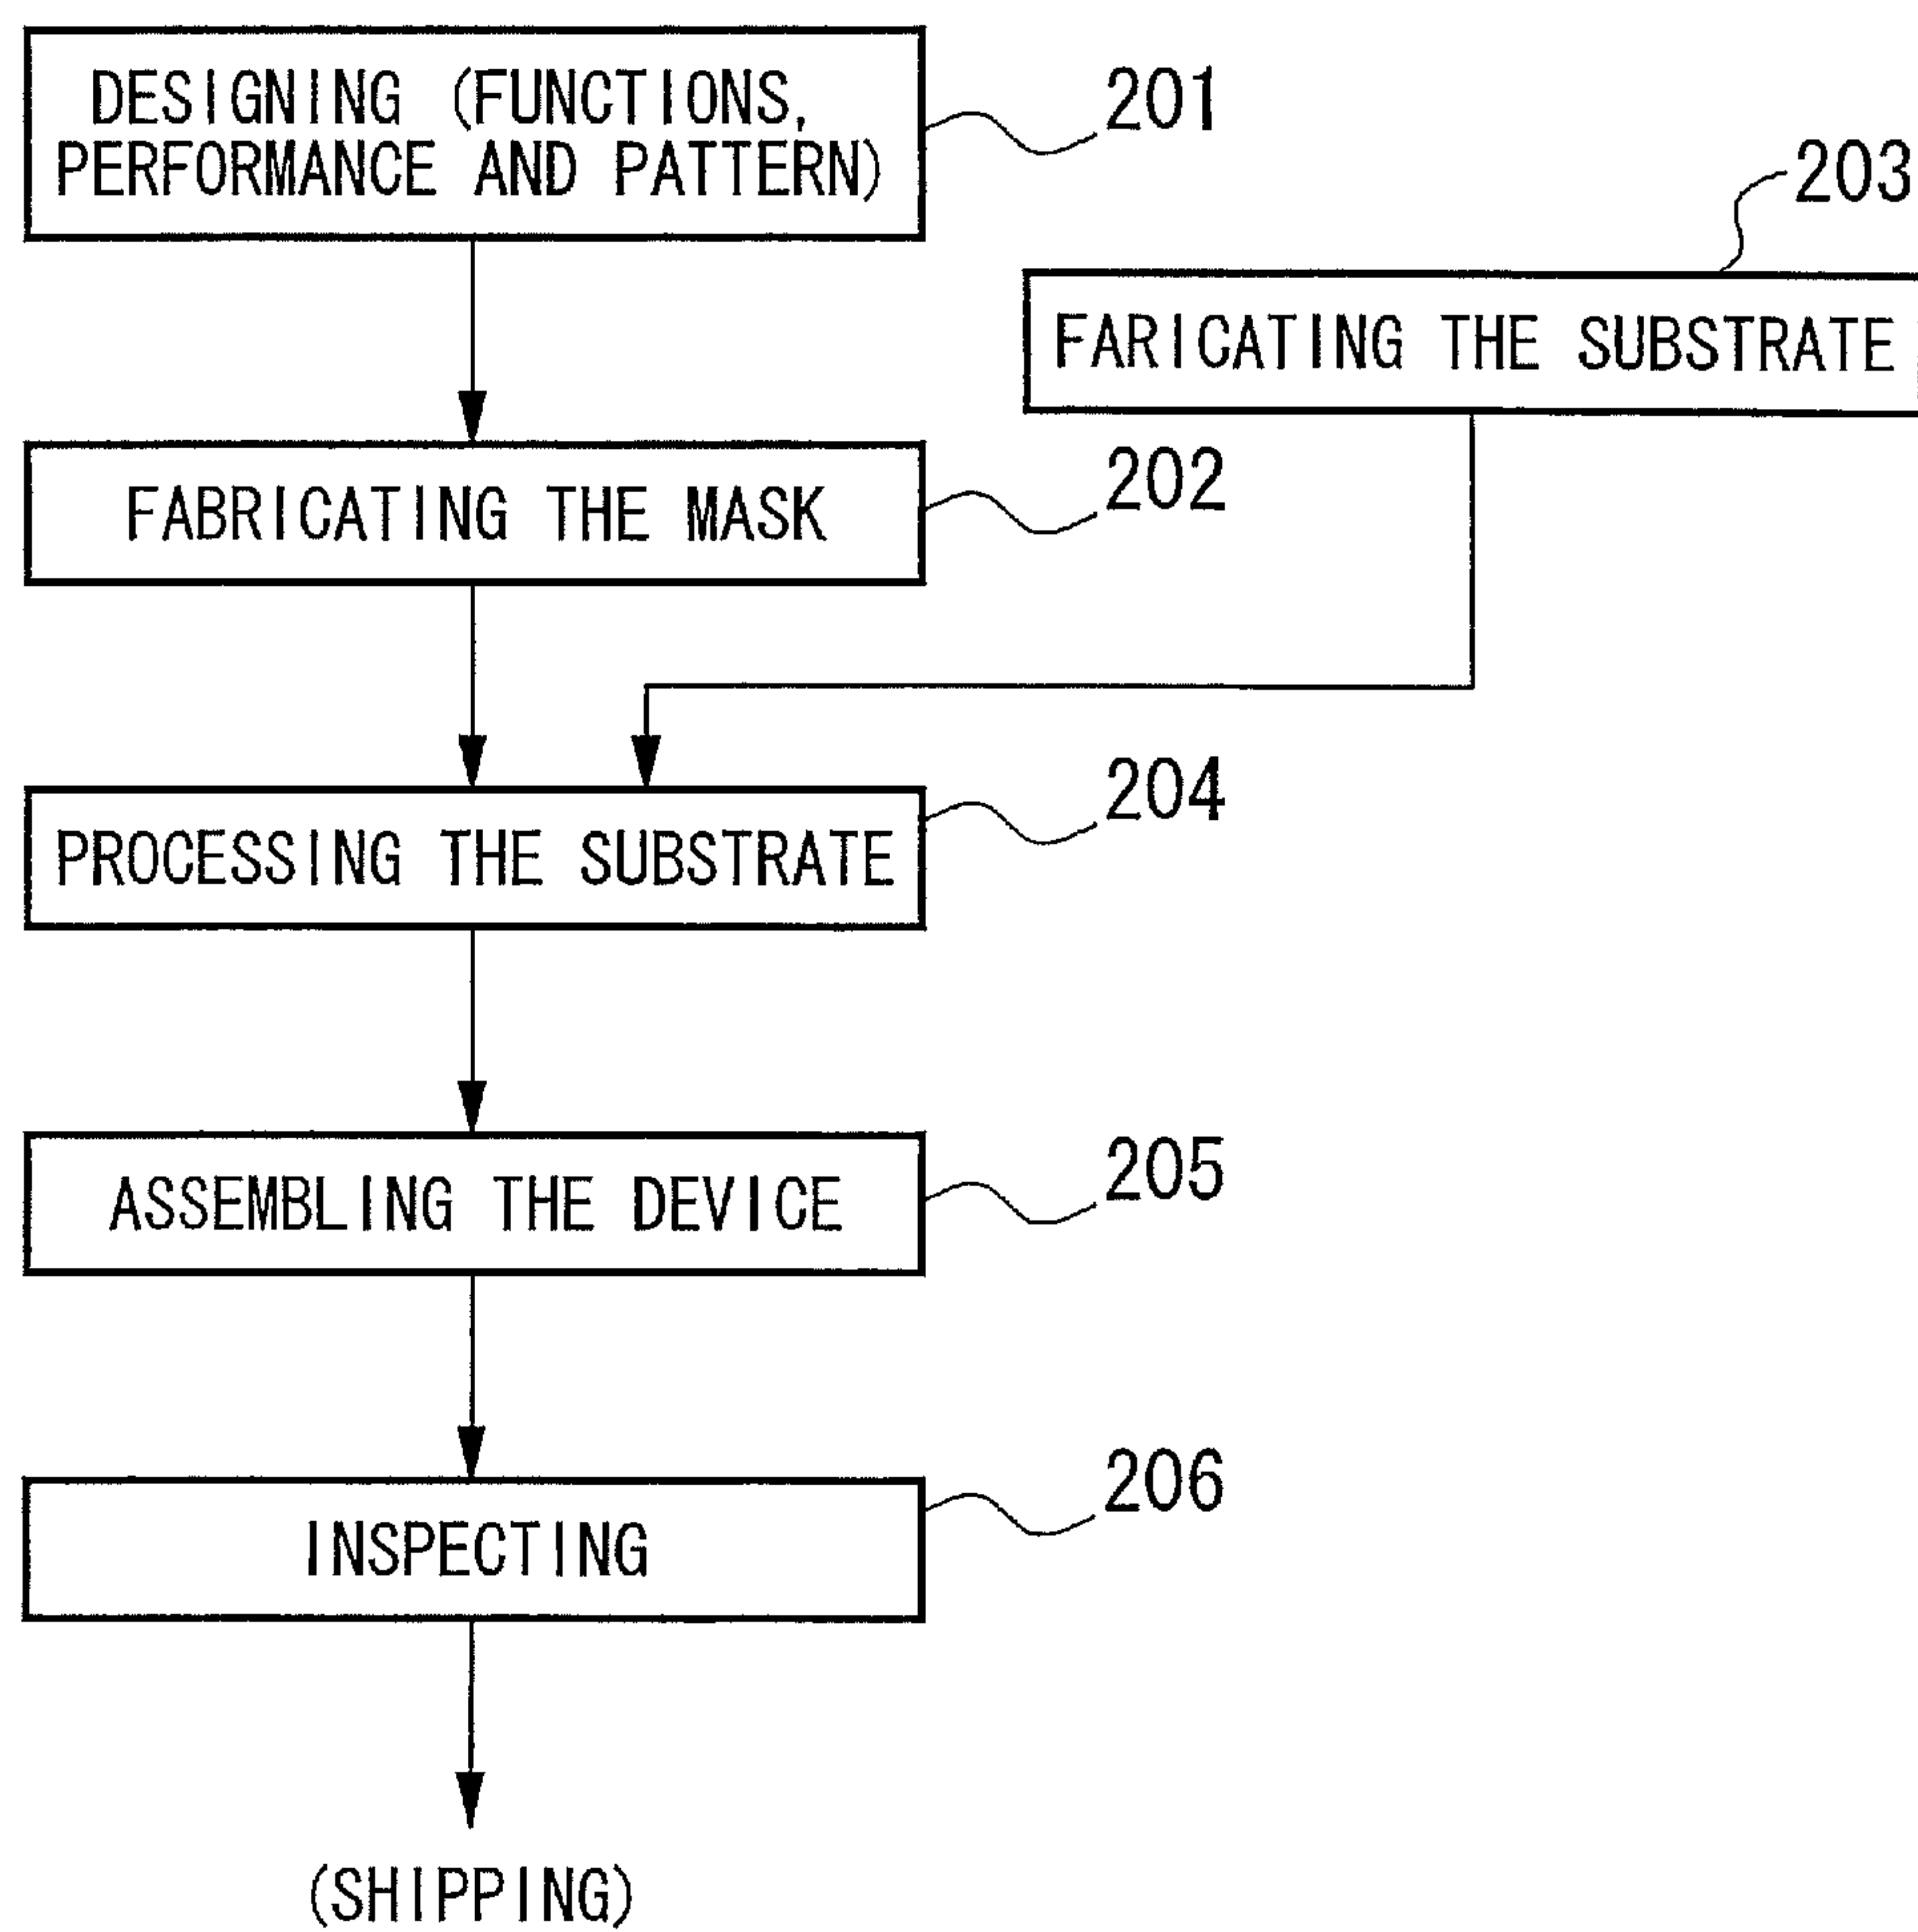 DESIGNING (FUNCTIONS,
PERFORMANCE AND PATTERN)
201
203
FARICATING THE SUBSTRATE
FABRICATING THE MASK
202
204
PROCESSING THE SUBSTRATE
205
ASSEMBLING THE DEVICE
206
INSPECTING
(SHIPPING)